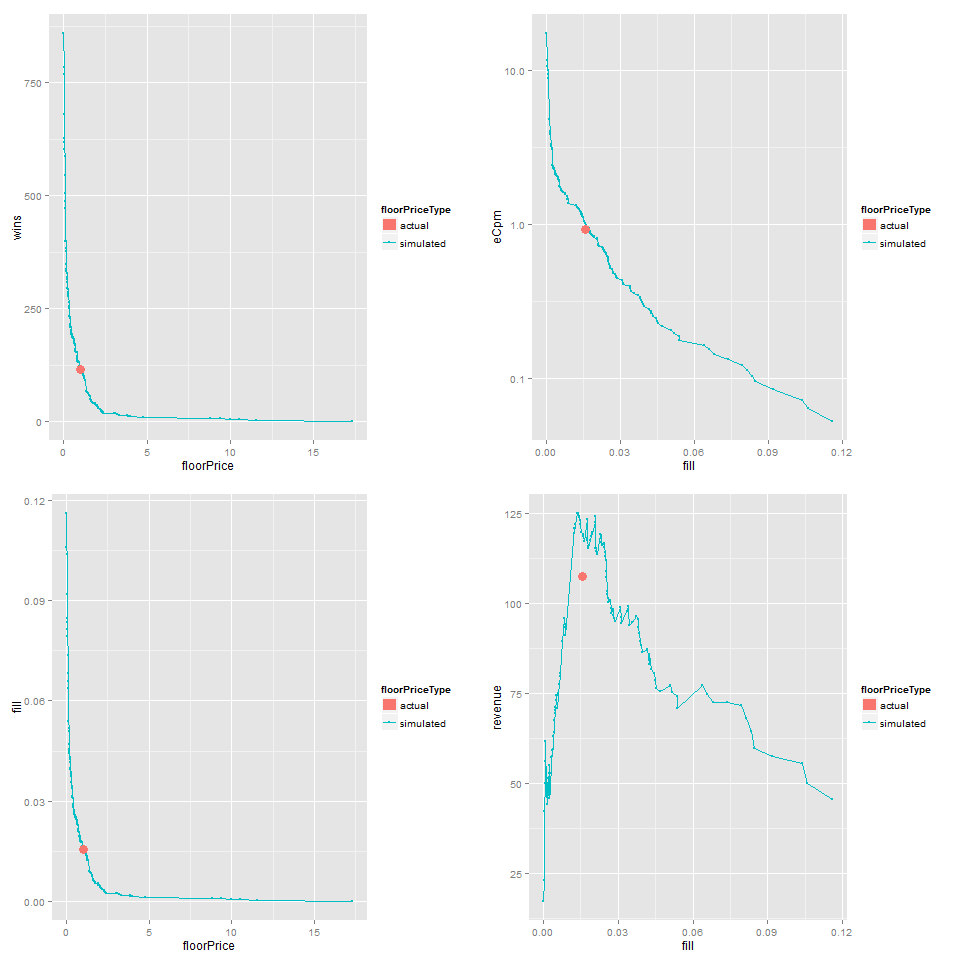 750
500
250
0
wins
0
5
10
15
floorPrice
floorPriceType
actual
simulated
10.0
1.0
0.1
eCpm
0.00
0.03
0.06
0.09
0.12
fill
floorPriceType
actual
simulated
0.12
0.09
0.06
0.03
0.00
fill
0
5
10
15
floorPrice
floorPriceType
actual
simulated
125
100
75
50
25
revenue
0.00
0.03
0.06
0.09
0.12
fill
floorPriceType
actual
simulated